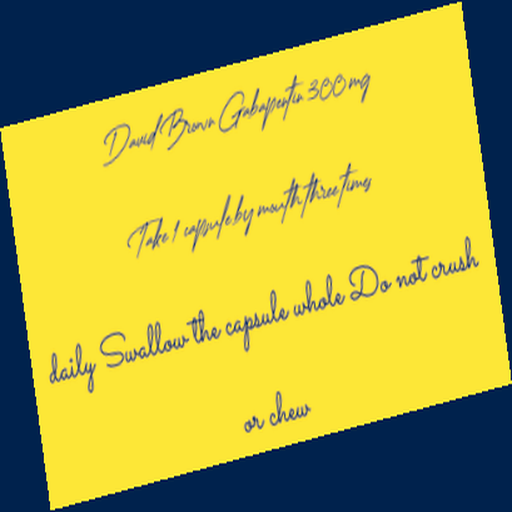 David Brown Gabapentin 300 mg
Take 1 capsule by mouth three times
daily Swallow the capsule whole Do not crush
or chew